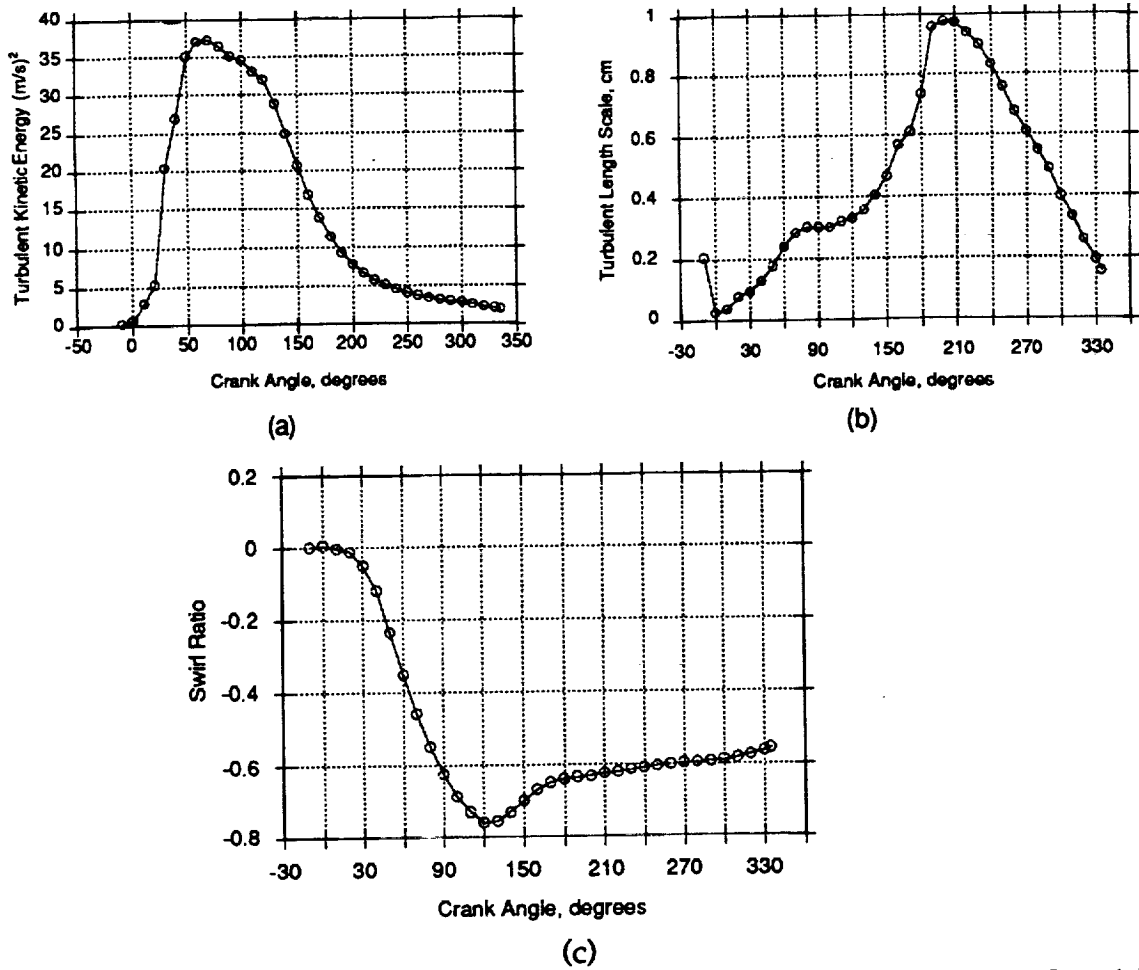 Turbulent Kinetic Energy (m/s)²
40
35
30
25
20
15
10
5
0
-50 0 50 100 150 200 250 300 350
Crank Angle, degrees
(a)
Turbulent Length Scale, cm
1
0.8
0.6
0.4
0.2
0
-30 30 90 150 210 270 330
Crank Angle, degrees
(b)
Swirl Ratio
0.2
0
-0.2
-0.4
-0.6
-0.8
-30 30 90 150 210 270 330
Crank Angle, degrees
(c)